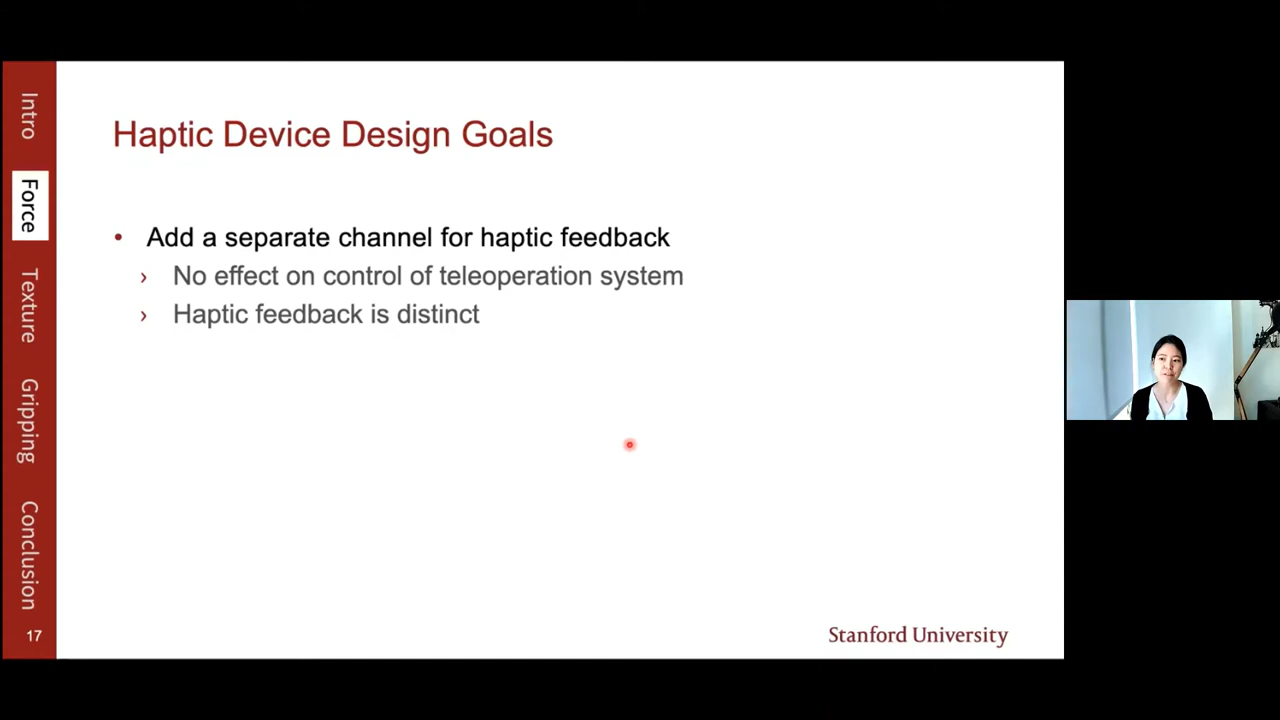 Intro
Force
Texture
Gripping
Conclusion
17
Haptic Device Design Goals
• Add a separate channel for haptic feedback
› No effect on control of teleoperation system
› Haptic feedback is distinct
Stanford University